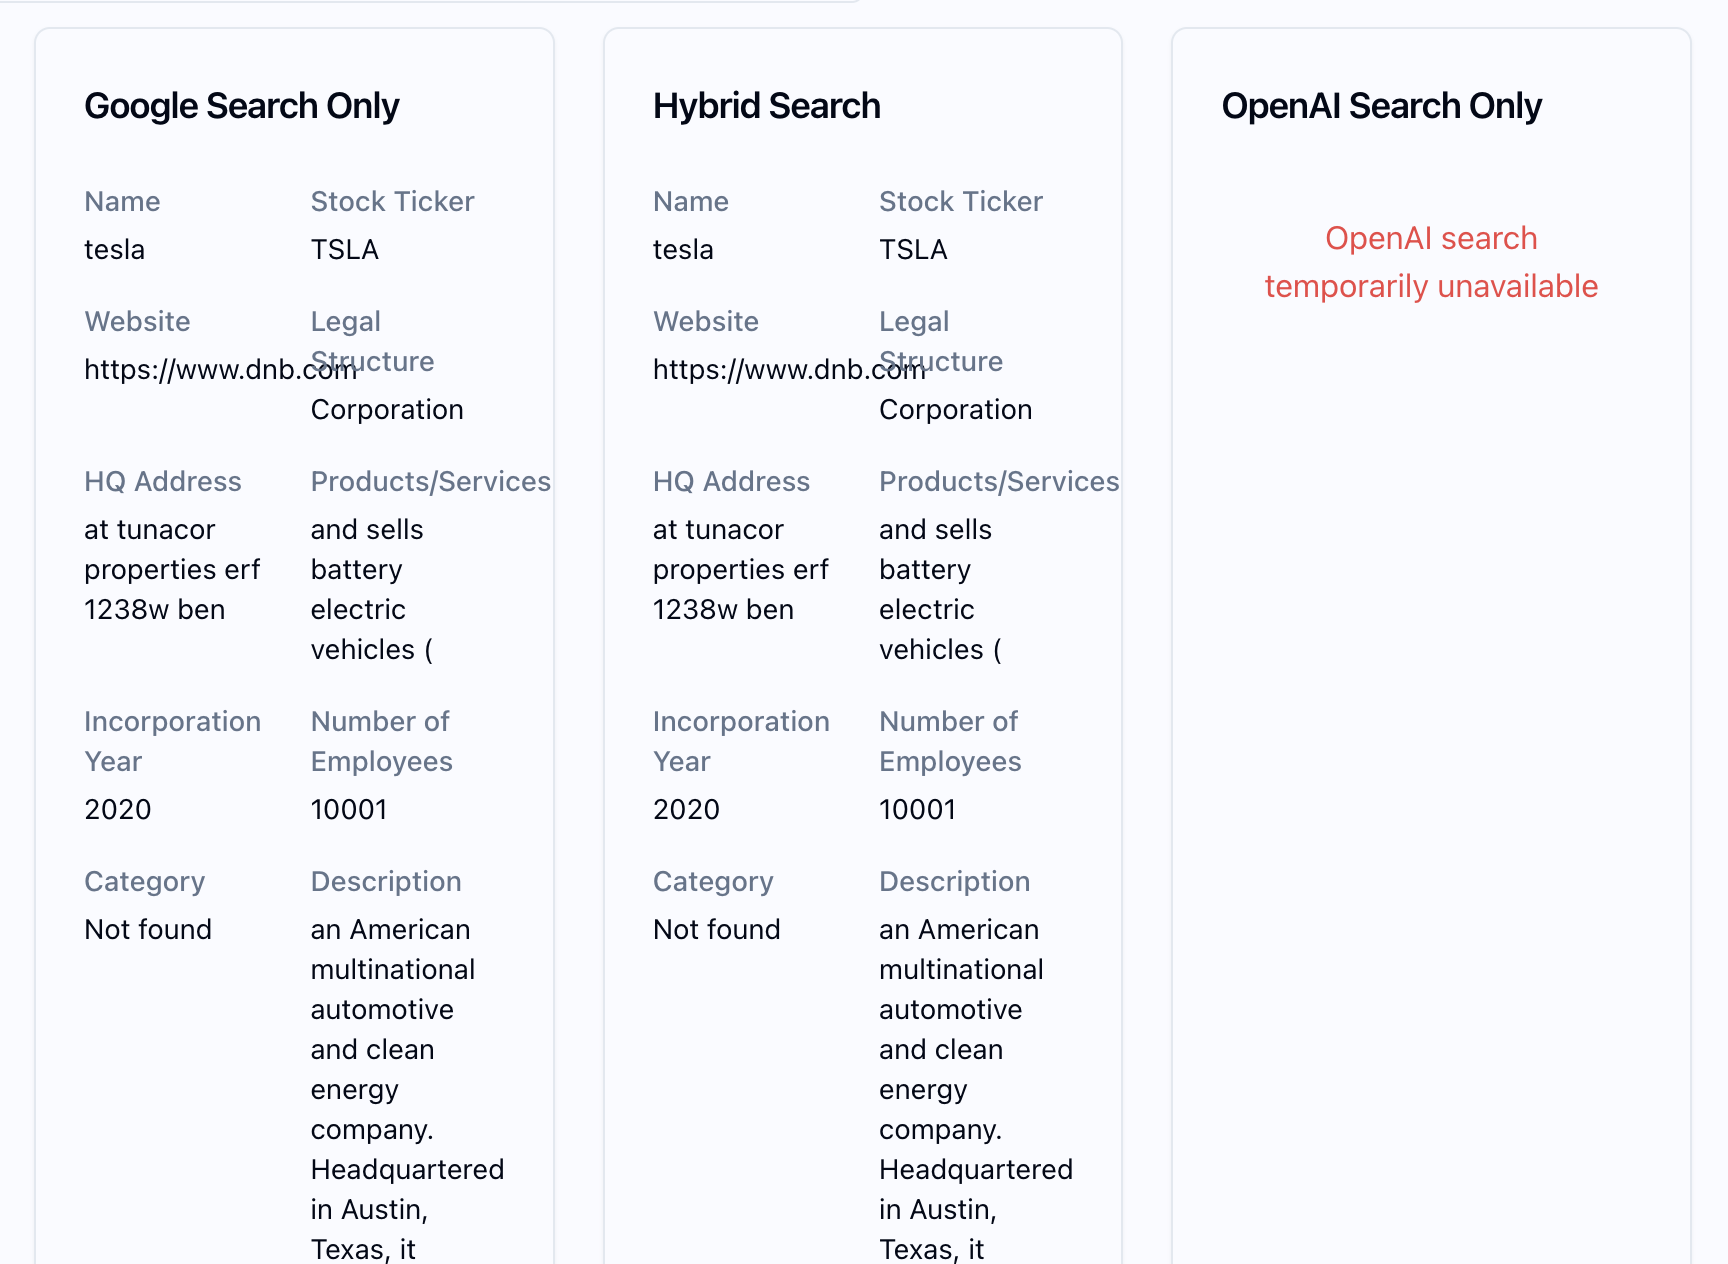 Google Search Only
Name
tesla
Stock Ticker
TSLA
Website
https://www.dnb.com
Legal
Structure
Corporation
HQ Address
at tunacor
properties erf
1238w ben
Products/Services
and sells
battery
electric
vehicles (
Incorporation
Year
2020
Number of
Employees
10001
Category
Not found
Description
an American
multinational
automotive
and clean
energy
company.
Headquartered
in Austin,
Texas, it
Hybrid Search
Name
tesla
Stock Ticker
TSLA
Website
https://www.dnb.com
Legal
Structure
Corporation
HQ Address
at tunacor
properties erf
1238w ben
Products/Services
and sells
battery
electric
vehicles (
Incorporation
Year
2020
Number of
Employees
10001
Category
Not found
Description
an American
multinational
automotive
and clean
energy
company.
Headquartered
in Austin,
Texas, it
OpenAI Search Only
OpenAI search
temporarily unavailable